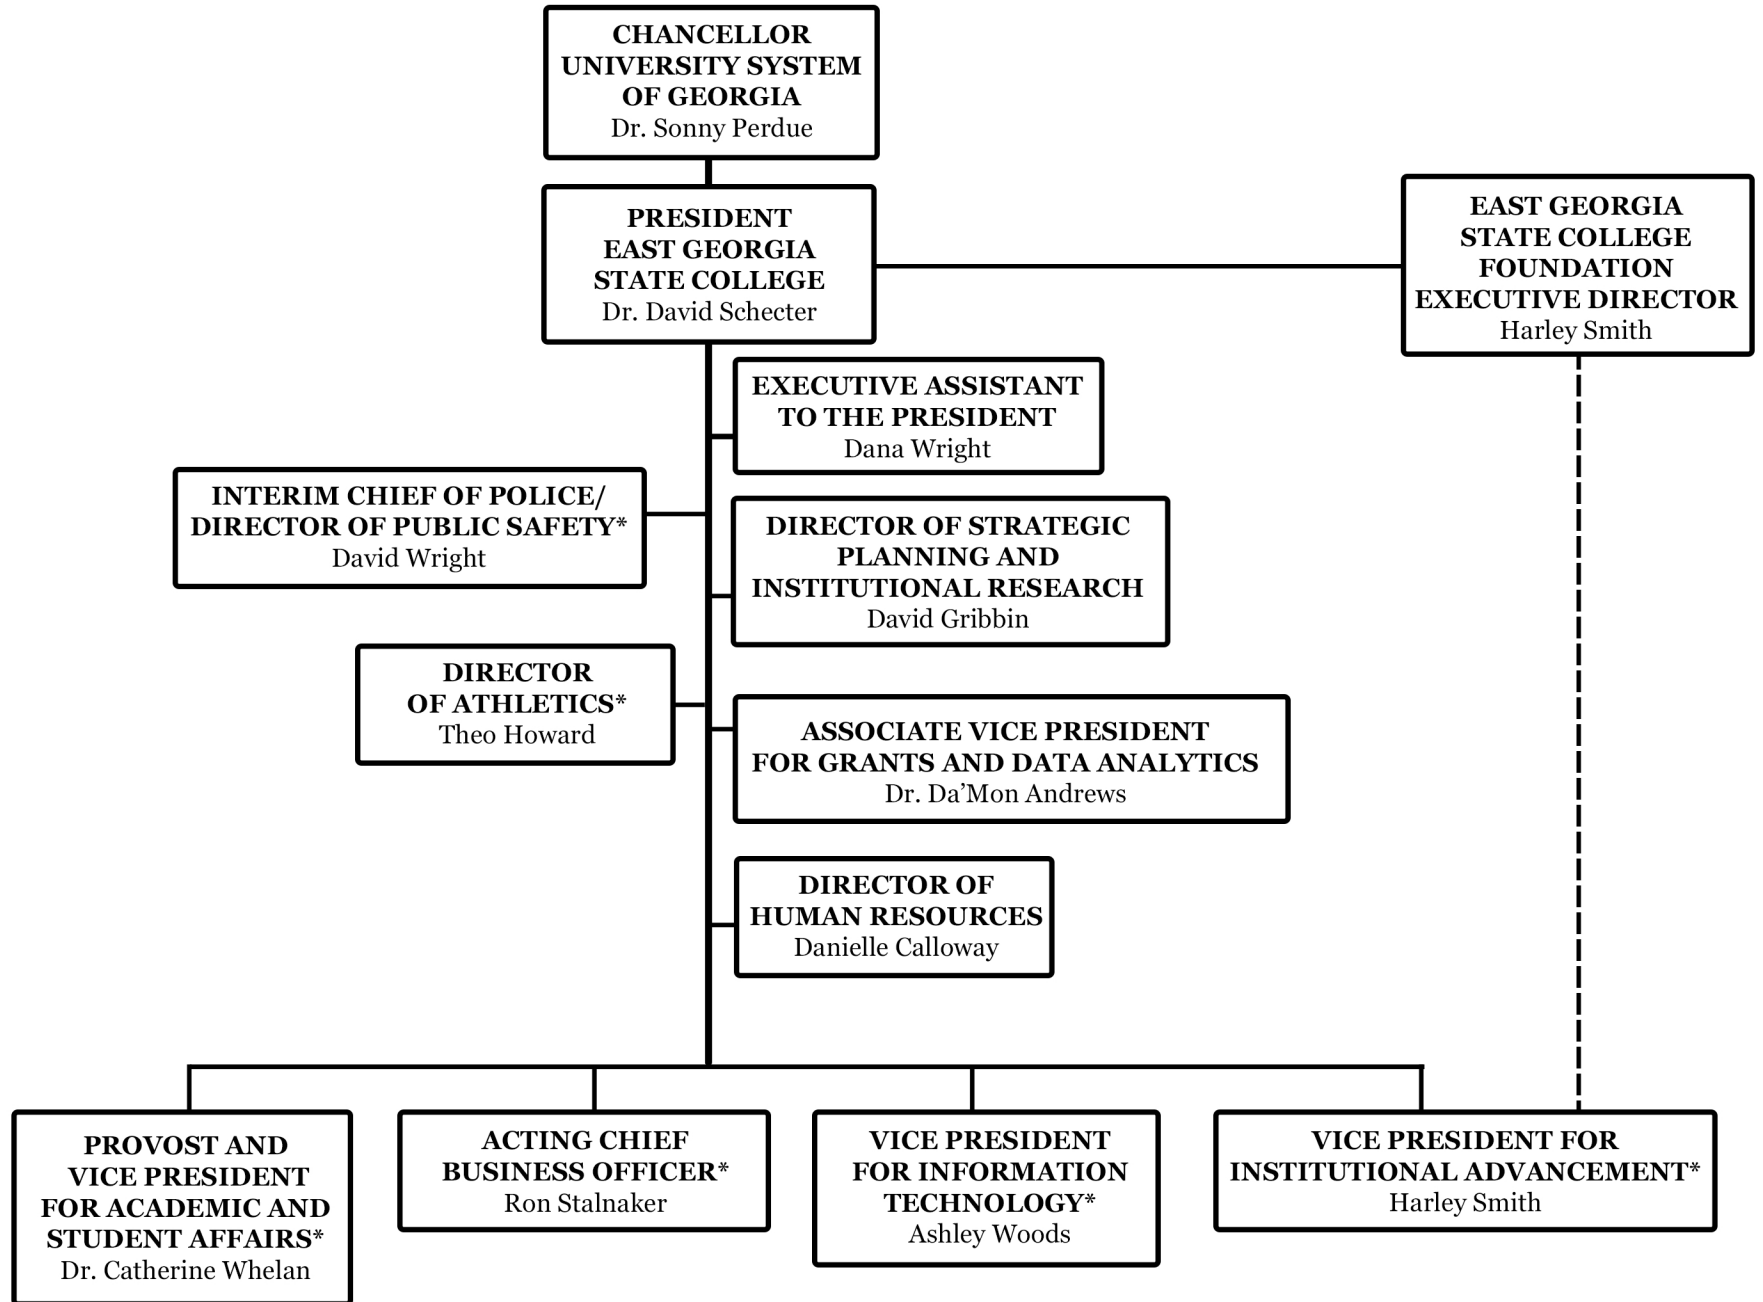 CHANCELLOR
UNIVERSITY SYSTEM
OF GEORGIA
Dr. Sonny Perdue
PRESIDENT
EAST GEORGIA
STATE COLLEGE
Dr. David Schecter
EAST GEORGIA
STATE COLLEGE
FOUNDATION
EXECUTIVE DIRECTOR
Harley Smith
EXECUTIVE ASSISTANT
TO THE PRESIDENT
Dana Wright
INTERIM CHIEF OF POLICE/
DIRECTOR OF PUBLIC SAFETY*
David Wright
DIRECTOR OF STRATEGIC
PLANNING AND
INSTITUTIONAL RESEARCH
David Gribbin
DIRECTOR
OF ATHLETICS*
Theo Howard
ASSOCIATE VICE PRESIDENT
FOR GRANTS AND DATA ANALYTICS
Dr. Da’Mon Andrews
DIRECTOR OF
HUMAN RESOURCES
Danielle Calloway
PROVOST AND
VICE PRESIDENT
FOR ACADEMIC AND
STUDENT AFFAIRS*
Dr. Catherine Whelan
ACTING CHIEF
BUSINESS OFFICER*
Ron Stalnaker
VICE PRESIDENT
FOR INFORMATION
TECHNOLOGY*
Ashley Woods
VICE PRESIDENT FOR
INSTITUTIONAL ADVANCEMENT*
Harley Smith